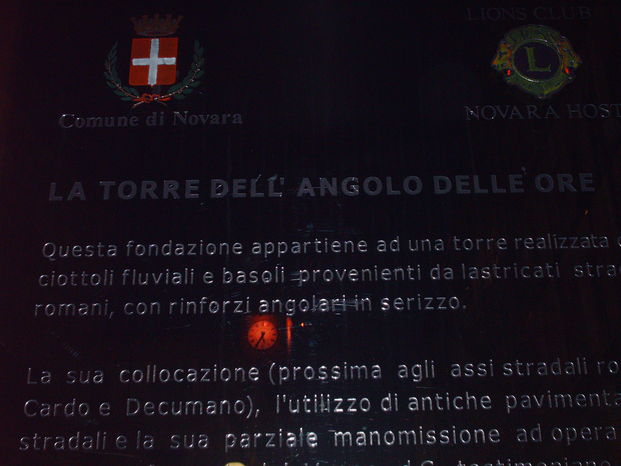 LIONS CLUB
L
Comune di Novara
NOVARA HOST
LA TORRE DELL' ANGOLO DELLE ORE
Questa fondazione appartiene ad una torre realizzata
ciottoli fluviali e basoli provenienti da lastricati
romani, con rinforzi angolari in serizzo.
La sua collocazione (prossima agli assi stradali
Cardo e Decumano), l'utilizzo di antiche
stradali e la sua parziale manomissione ad opera